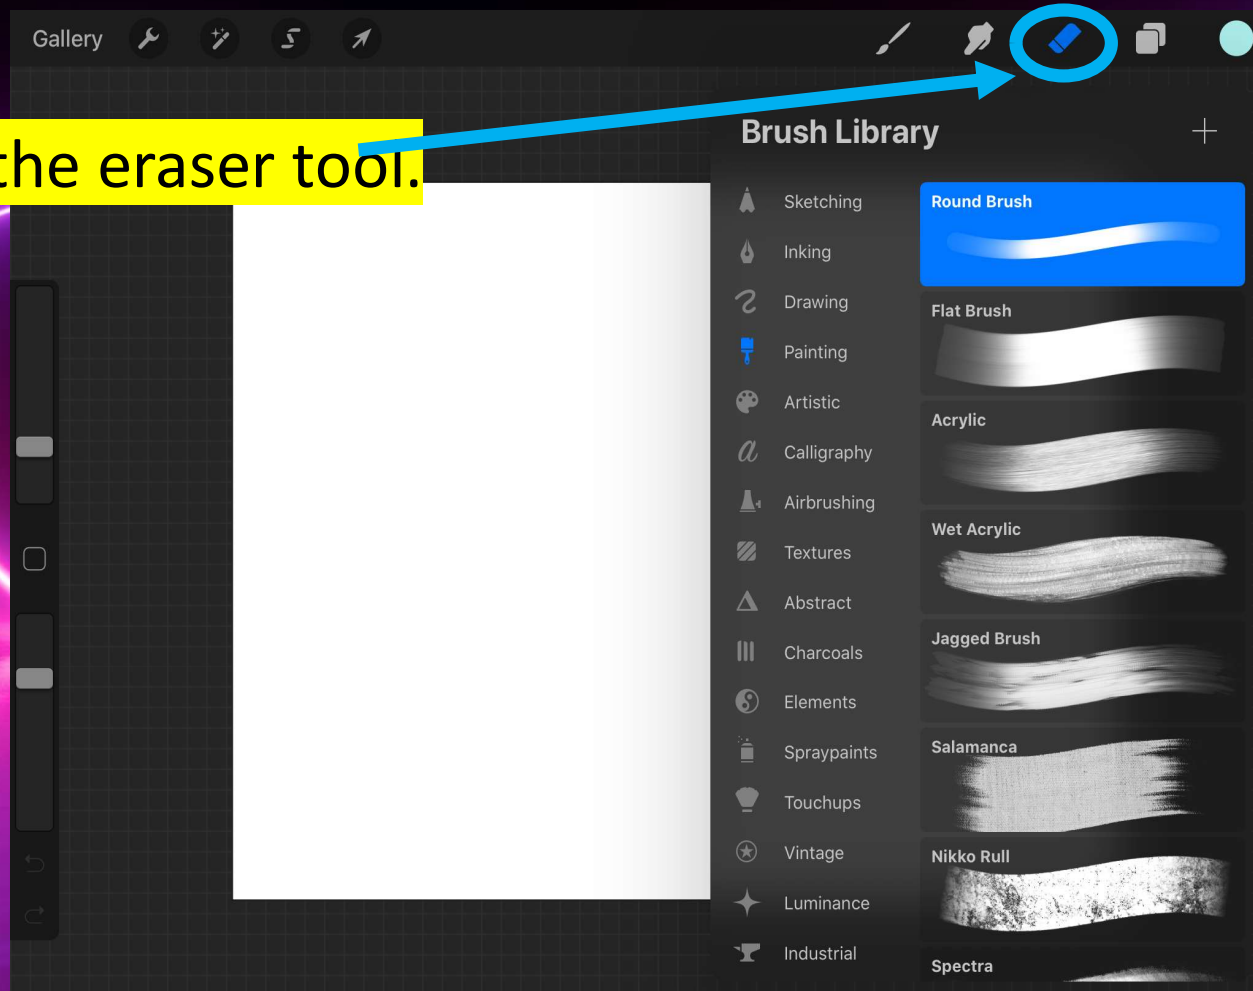 Gallery
the eraser tool.
Brush Library
Sketching
Inking
Drawing
Painting
Artistic
Calligraphy
Airbrushing
Textures
Abstract
Charcoals
Elements
Spraypaints
Touchups
Vintage
Luminance
Industrial
Round Brush
Flat Brush
Acrylic
Wet Acrylic
Jagged Brush
Salamanca
Nikko Rull
Spectra